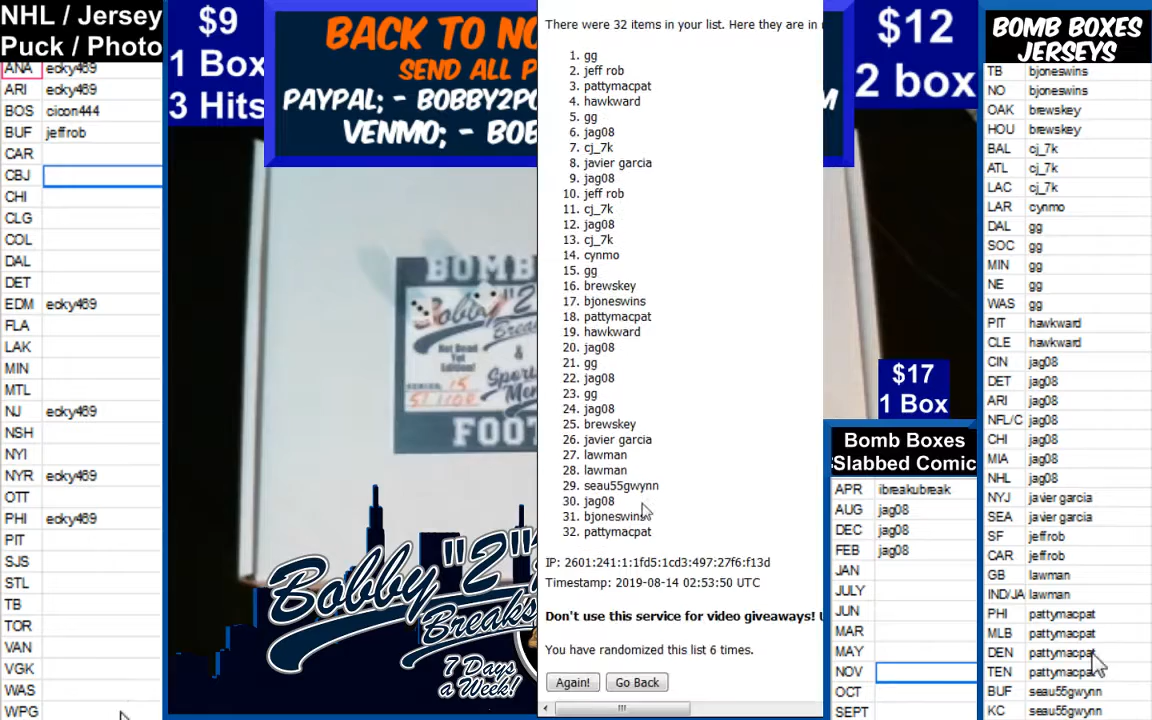 NHL / Jersey
Puck / Photo
ANA ecky469
ARI ecky469
BOS cicon444
BUF jeffrob
CAR
CBJ
CHI
CLG
COL
DAL
DET
EDM ecky469
FLA
LAK
MIN
MTL
NJ ecky469
NSH
NYI
NYR ecky469
OTT
PHI ecky469
PIT
SJS
STL
TB
TOR
VAN
VGK
WAS
WPG
$9
1 Box
3 Hits
BACK TO NO
SEND ALL P
PAYPAL; - BOBBY2PO
VENMO; - BOB
M
BOMB
Bobby "2"
Breaks
Not Dead
Yet
Edition!
&
Sports
Mem
SERIES 15
FOOT
Bobby "2"
Breaks
7 Days
a Week!
There were 32 items in your list. Here they are in
1. gg
2. jeff rob
3. pattymacpat
4. hawkward
5. gg
6. jag08
7. cj_7k
8. javier garcia
9. jag08
10. jeff rob
11. cj_7k
12. jag08
13. cj_7k
14. cynmo
15. gg
16. brewskey
17. bjoneswins
18. pattymacpat
19. hawkward
20. jag08
21. gg
22. jag08
23. gg
24. jag08
25. brewskey
26. javier garcia
27. lawman
28. lawman
29. seau55gwynn
30. jag08
31. bjoneswins
32. pattymacpat
IP: 2601:241:1:1fd5:1cd3:497:27f6:f13d
Timestamp: 2019-08-14 02:53:50 UTC
Don't use this service for video giveaways!
You have randomized this list 6 times.
Again! Go Back
$12
2 box
$17
1 Box
Bomb Boxes
Slabbed Comic
APR ibreakubreak
AUG jag08
DEC jag08
FEB jag08
JAN
JULY
JUN
MAR
MAY
NOV
OCT
SEPT
BOMB BOXES
JERSEYS
TB bjoneswins
NO bjoneswins
OAK brewskey
HOU brewskey
BAL cj_7k
ATL cj_7k
LAC cj_7k
LAR cynmo
DAL gg
SOC gg
MIN gg
NE gg
WAS gg
PIT hawkward
CLE hawkward
CIN jag08
DET jag08
ARI jag08
NFL/C jag08
CHI jag08
MIA jag08
NHL jag08
NYJ javier garcia
SEA javier garcia
SF jeffrob
CAR jeffrob
GB lawman
IND/JA lawman
PHI pattymacpat
MLB pattymacpat
DEN pattymacpat
TEN pattymacpat
BUF seau55gwynn
KC seau55gwynn